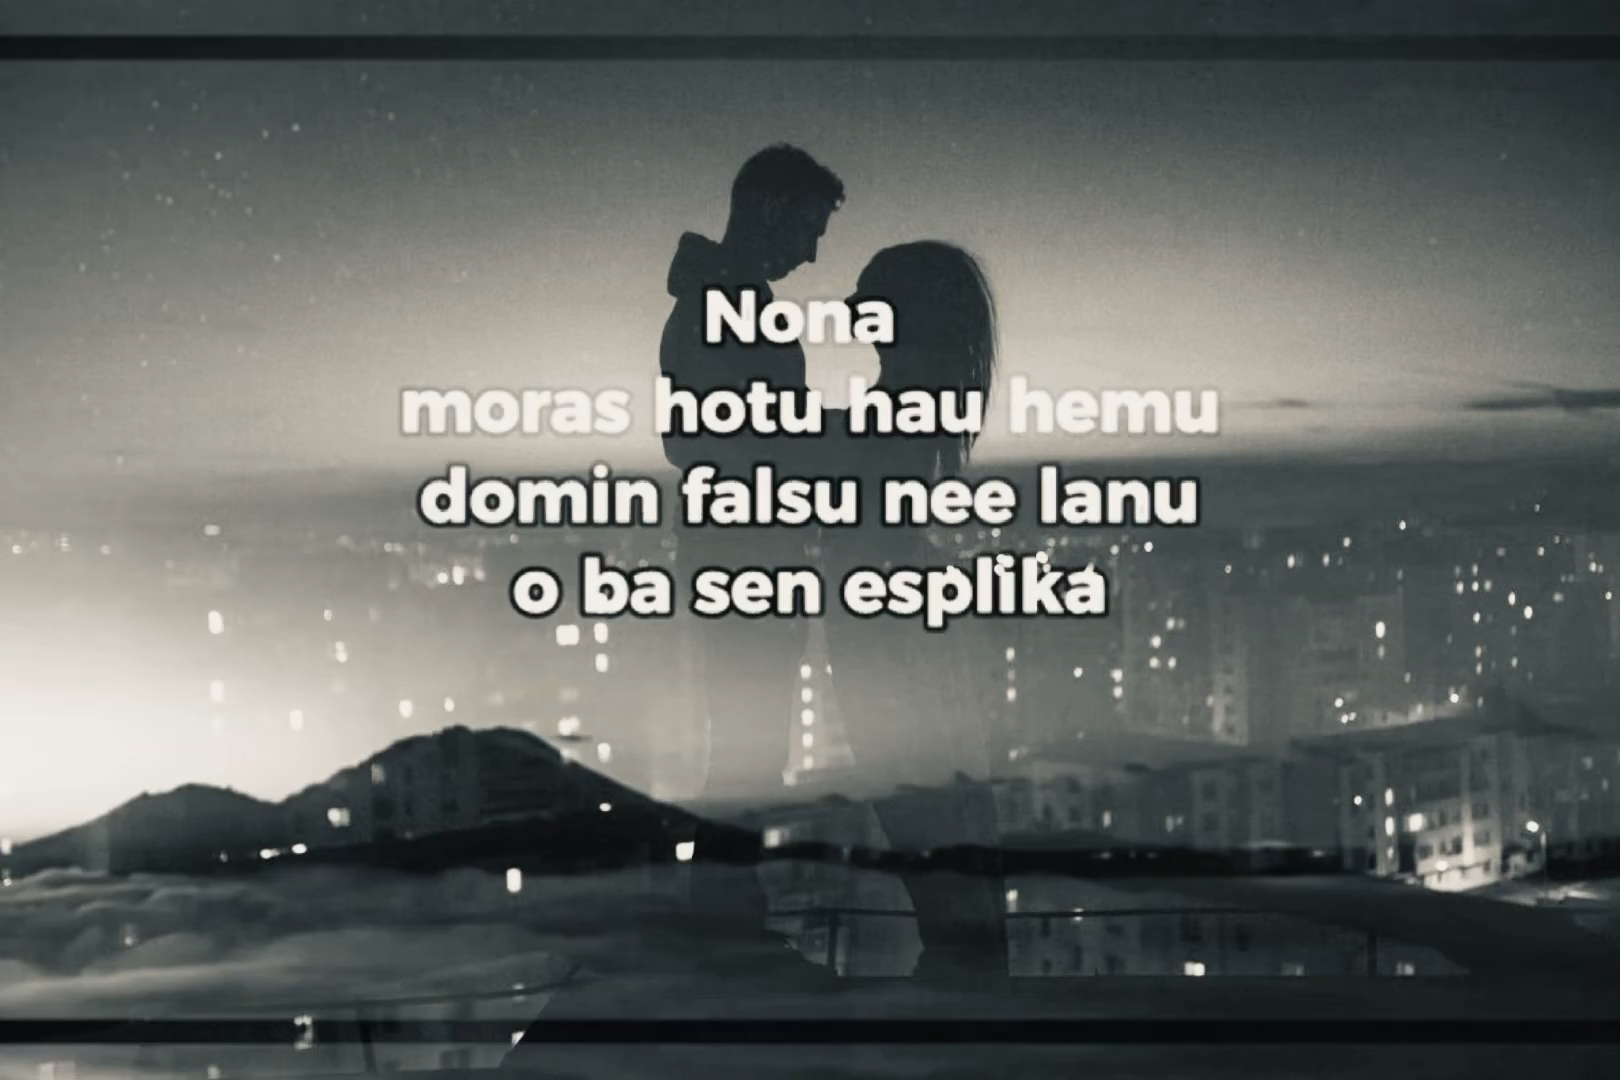 Nona
moras hotu hau hemu
domin falsu nee lanu
o ba sen esplika